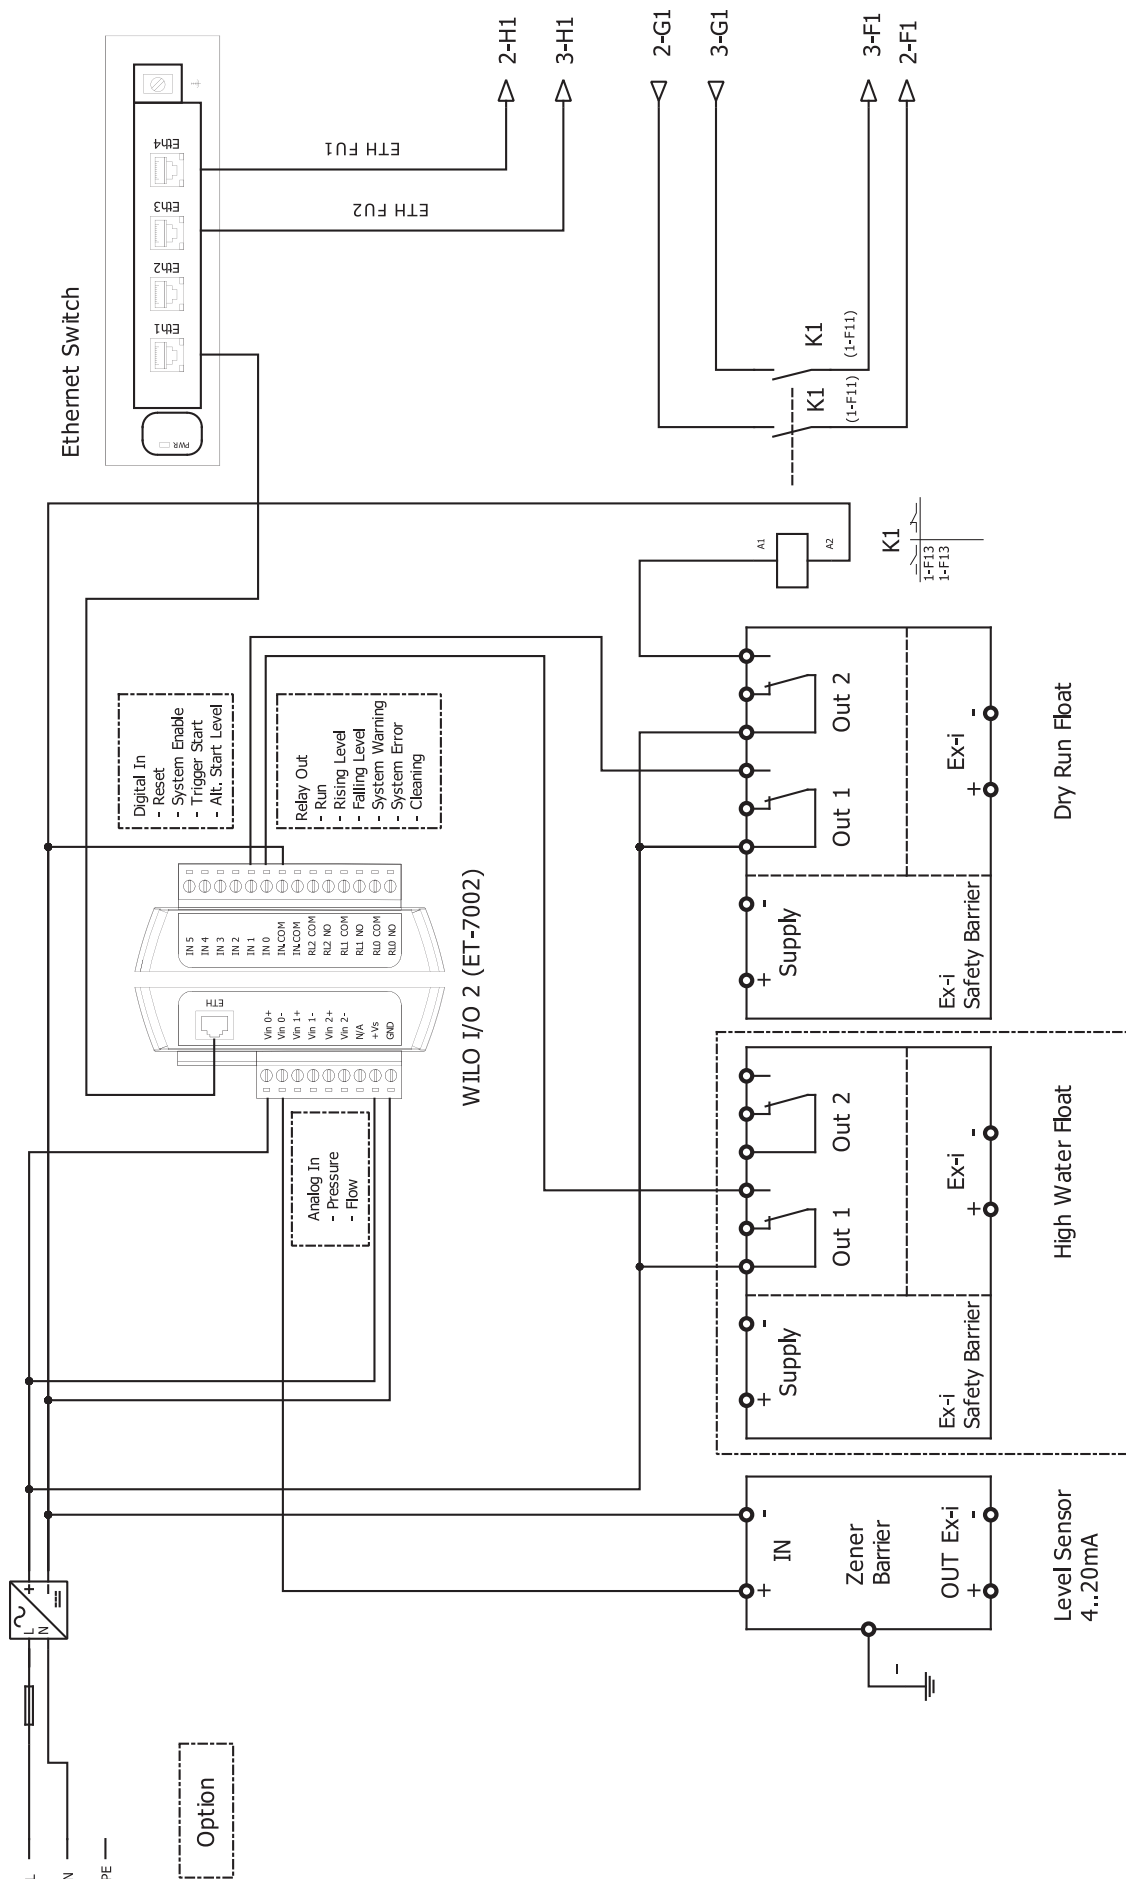 Ethernet Switch
PWR
Eth1
Eth2
Eth3
Eth4
ETH FU1
ETH FU2
2-H1
3-H1
2-G1
3-G1
3-F1
2-F1
K1
(1-F11)
K1
(1-F11)
A1
A2
K1
1-F13
1-F13
Digital In
- Reset
- System Enable
- Trigger Start
- Alt. Start Level
Relay Out
- Run
- Rising Level
- Falling Level
- System Warning
- System Error
- Cleaning
WILO I/O 2 (ET-7002)
IN 5
IN 4
IN 3
IN 2
IN 1
IN 0
IN.COM
IN.COM
RL2 COM
RL2 NO
RL1 COM
RL1 NO
RL0 COM
RL0 NO
ETH
Vin 0+
Vin 0-
Vin 1+
Vin 1-
Vin 2+
Vin 2-
N/A
+Vs
GND
Analog In
- Pressure
- Flow
L
N
+
-
L
N
PE
Option
+
-
IN
Zener
Barrier
OUT Ex-i
+
-
-
Level Sensor
4..20mA
+
-
Supply
Out 1
Out 2
Ex-i
Safety Barrier
Ex-i
+
-
High Water Float
+
-
Supply
Out 1
Out 2
Ex-i
Safety Barrier
Ex-i
+
-
Dry Run Float